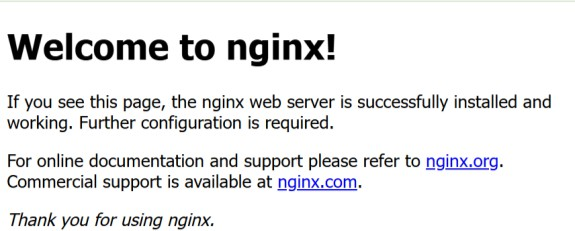 Welcome to nginx!
If you see this page, the nginx web server is successfully installed and
working. Further configuration is required.
For online documentation and support please refer to nginx.org.
Commercial support is available at nginx.com.
Thank you for using nginx.